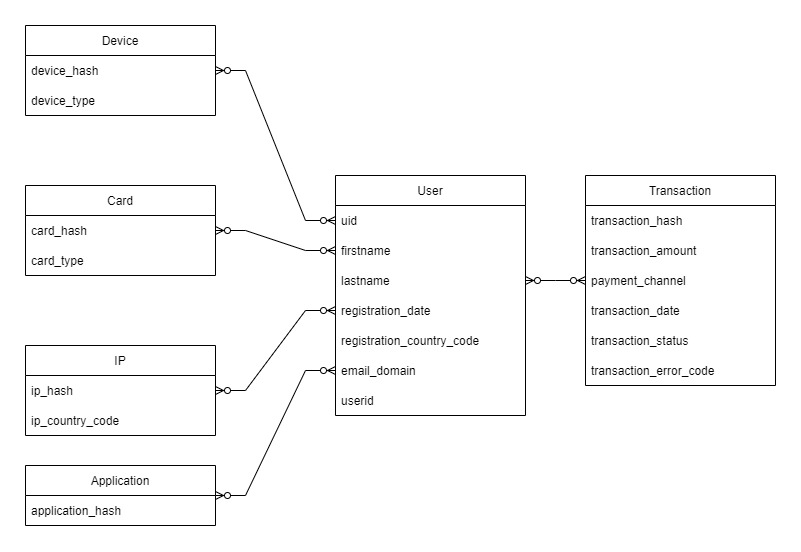 Device
device_hash
device_type
Card
card_hash
card_type
IP
ip_hash
ip_country_code
Application
application_hash
User
uid
firstname
lastname
registration_date
registration_country_code
email_domain
userid
Transaction
transaction_hash
transaction_amount
payment_channel
transaction_date
transaction_status
transaction_error_code